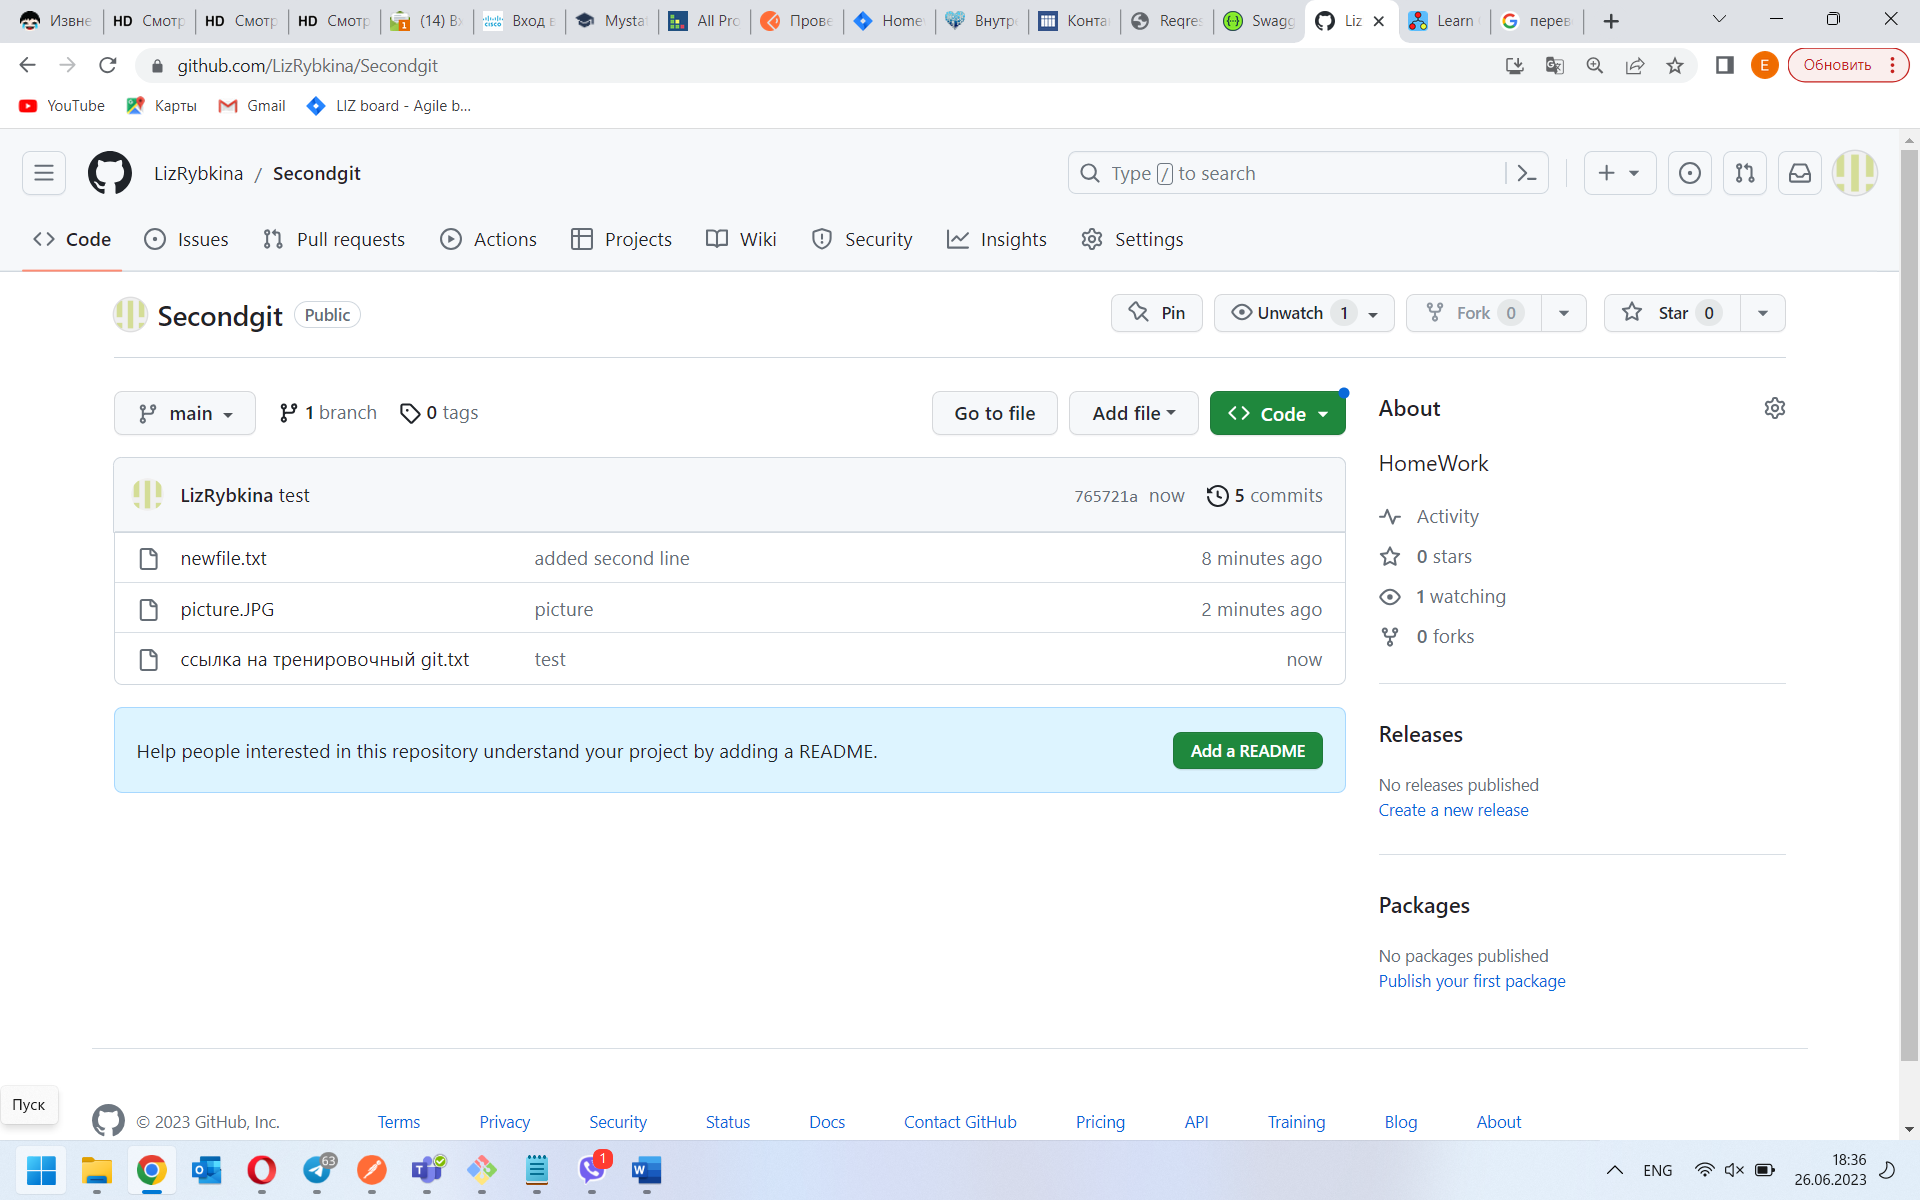 Извне
HD Смотр
HD Смотр
HD Смотр
(14) Вх
Вход в
Mystat
All Pro
Прове
Home
Внутр
Конта
Reqres
Swagg
Liz
Learn
перев
github.com/LizRybkina/Secondgit
E
Обновить
YouTube
Карты
Gmail
LIZ board - Agile b...
LizRybkina / Secondgit
Type / to search
Code
Issues
Pull requests
Actions
Projects
Wiki
Security
Insights
Settings
Secondgit Public
Pin
Unwatch 1
Fork 0
Star 0
main
1 branch
0 tags
Go to file
Add file
Code
LizRybkina test
765721a now
5 commits
newfile.txt
added second line
8 minutes ago
picture.JPG
picture
2 minutes ago
ссылка на тренировочный git.txt
test
now
Help people interested in this repository understand your project by adding a README.
Add a README
About
HomeWork
Activity
0 stars
1 watching
0 forks
Releases
No releases published
Create a new release
Packages
No packages published
Publish your first package
Пуск
© 2023 GitHub, Inc.
Terms
Privacy
Security
Status
Docs
Contact GitHub
Pricing
API
Training
Blog
About
63
1
ENG
18:36
26.06.2023